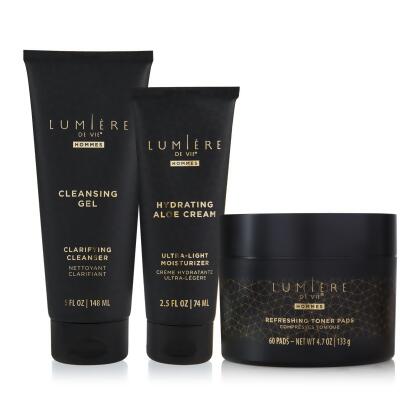 LUMIÈRE
DE VIE®
HOMMES
CLEANSING
GEL
CLARIFYING
CLEANSER
NETTOYANT
CLARIFIANT
5 FL OZ | 148 ML
LUMIÈRE
DE VIE®
HOMMES
HYDRATING
ALOE CREAM
ULTRA-LIGHT
MOISTURIZER
CRÈME HYDRATANTE
ULTRA-LÉGÈRE
2.5 FL OZ | 74 ML
LUMIÈRE
DE VIE®
HOMMES
REFRESHING TONER PADS
COMPRESSES TONIQUE
60 PADS – NET WT 4.7 OZ | 133 g